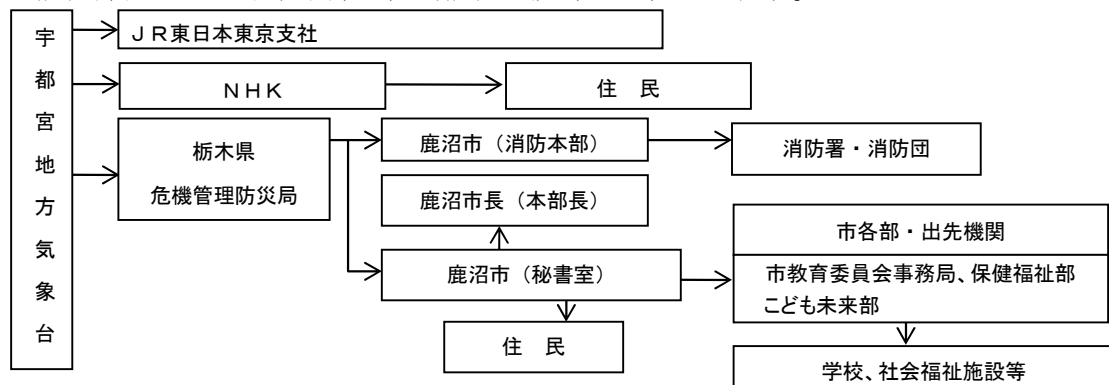 ＪＲ東日本東京支社
宇都宮地方気象台
ＮＨＫ
住　民
栃木県
危機管理防災局
鹿沼市（消防本部）
消防署・消防団
鹿沼市長（本部長）
市各部・出先機関
鹿沼市（秘書室）
市教育委員会事務局、保健福祉部
こども未来部
住　民
学校、社会福祉施設等